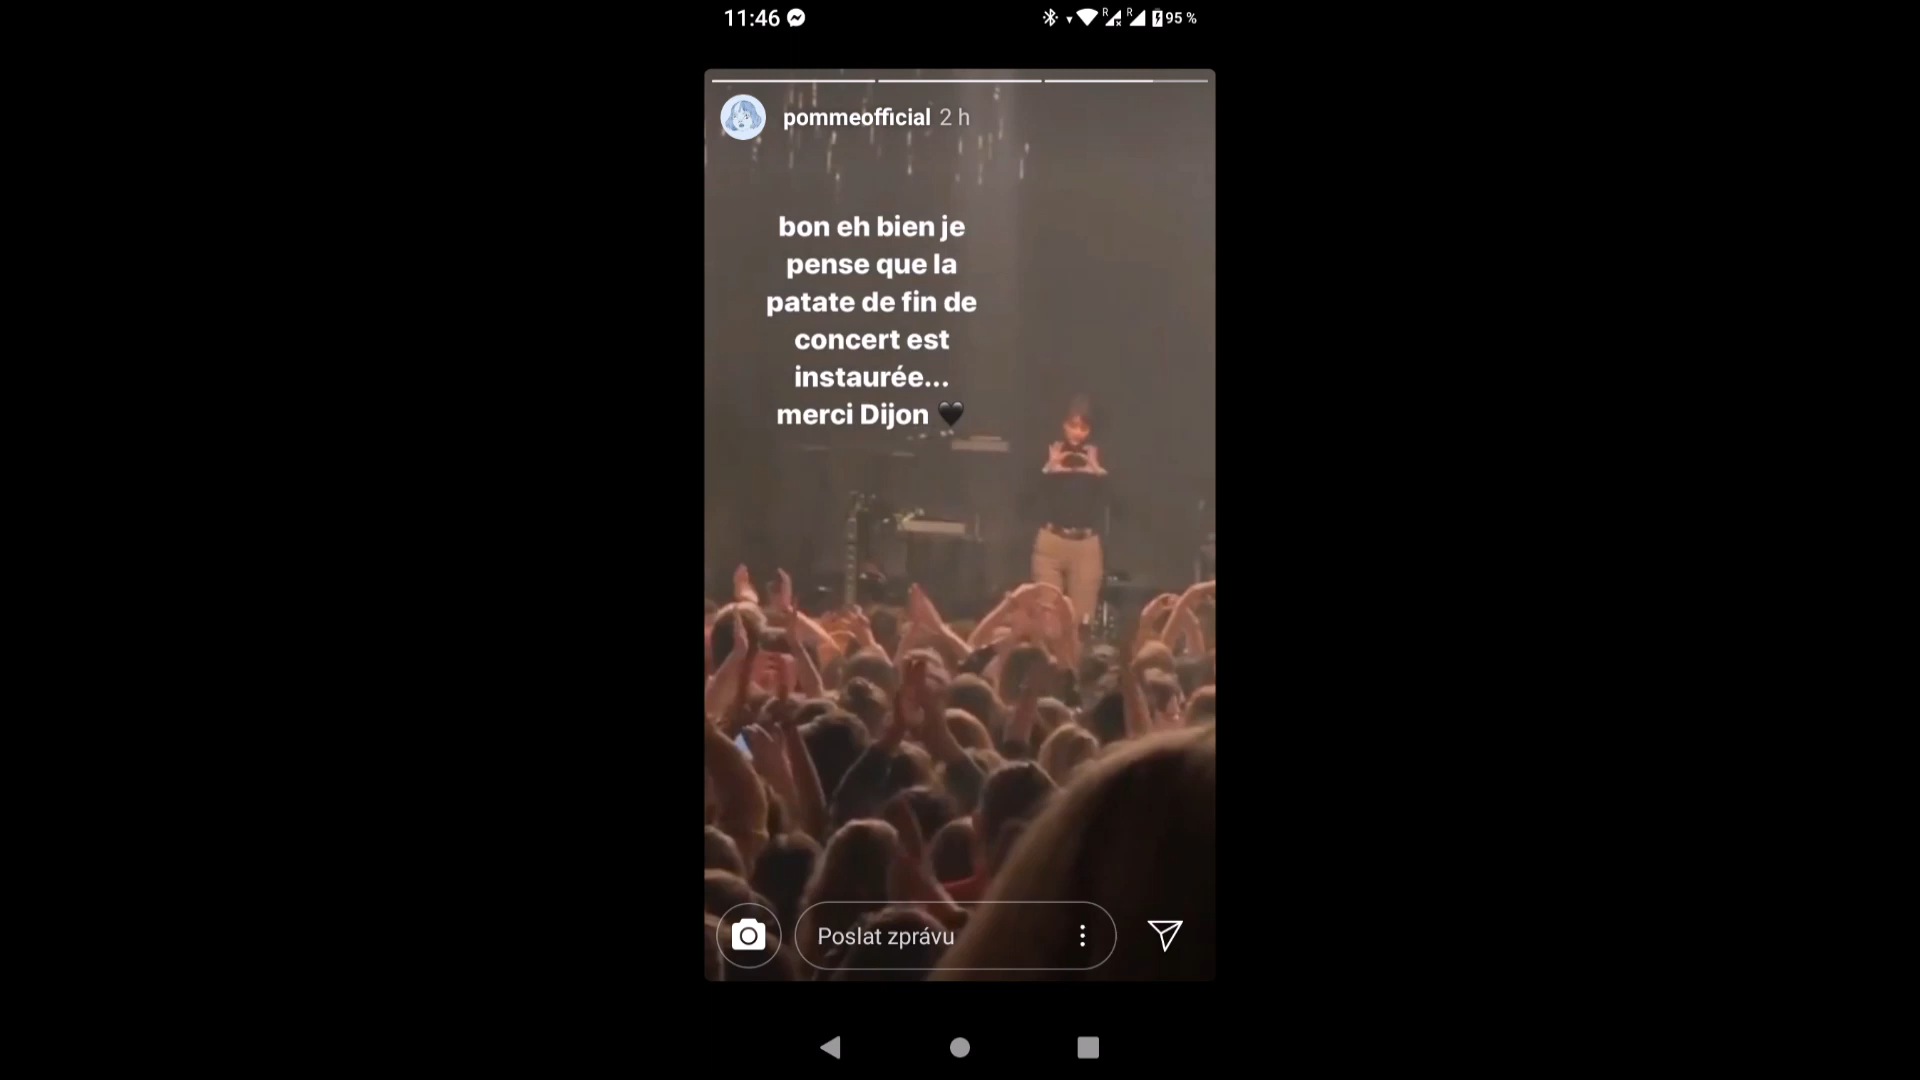 11:46
R R 95 %
pommeofficial 2 h
bon eh bien je
pense que la
patate de fin de
concert est
instaurée...
merci Dijon 🖤
Poslat zprávu